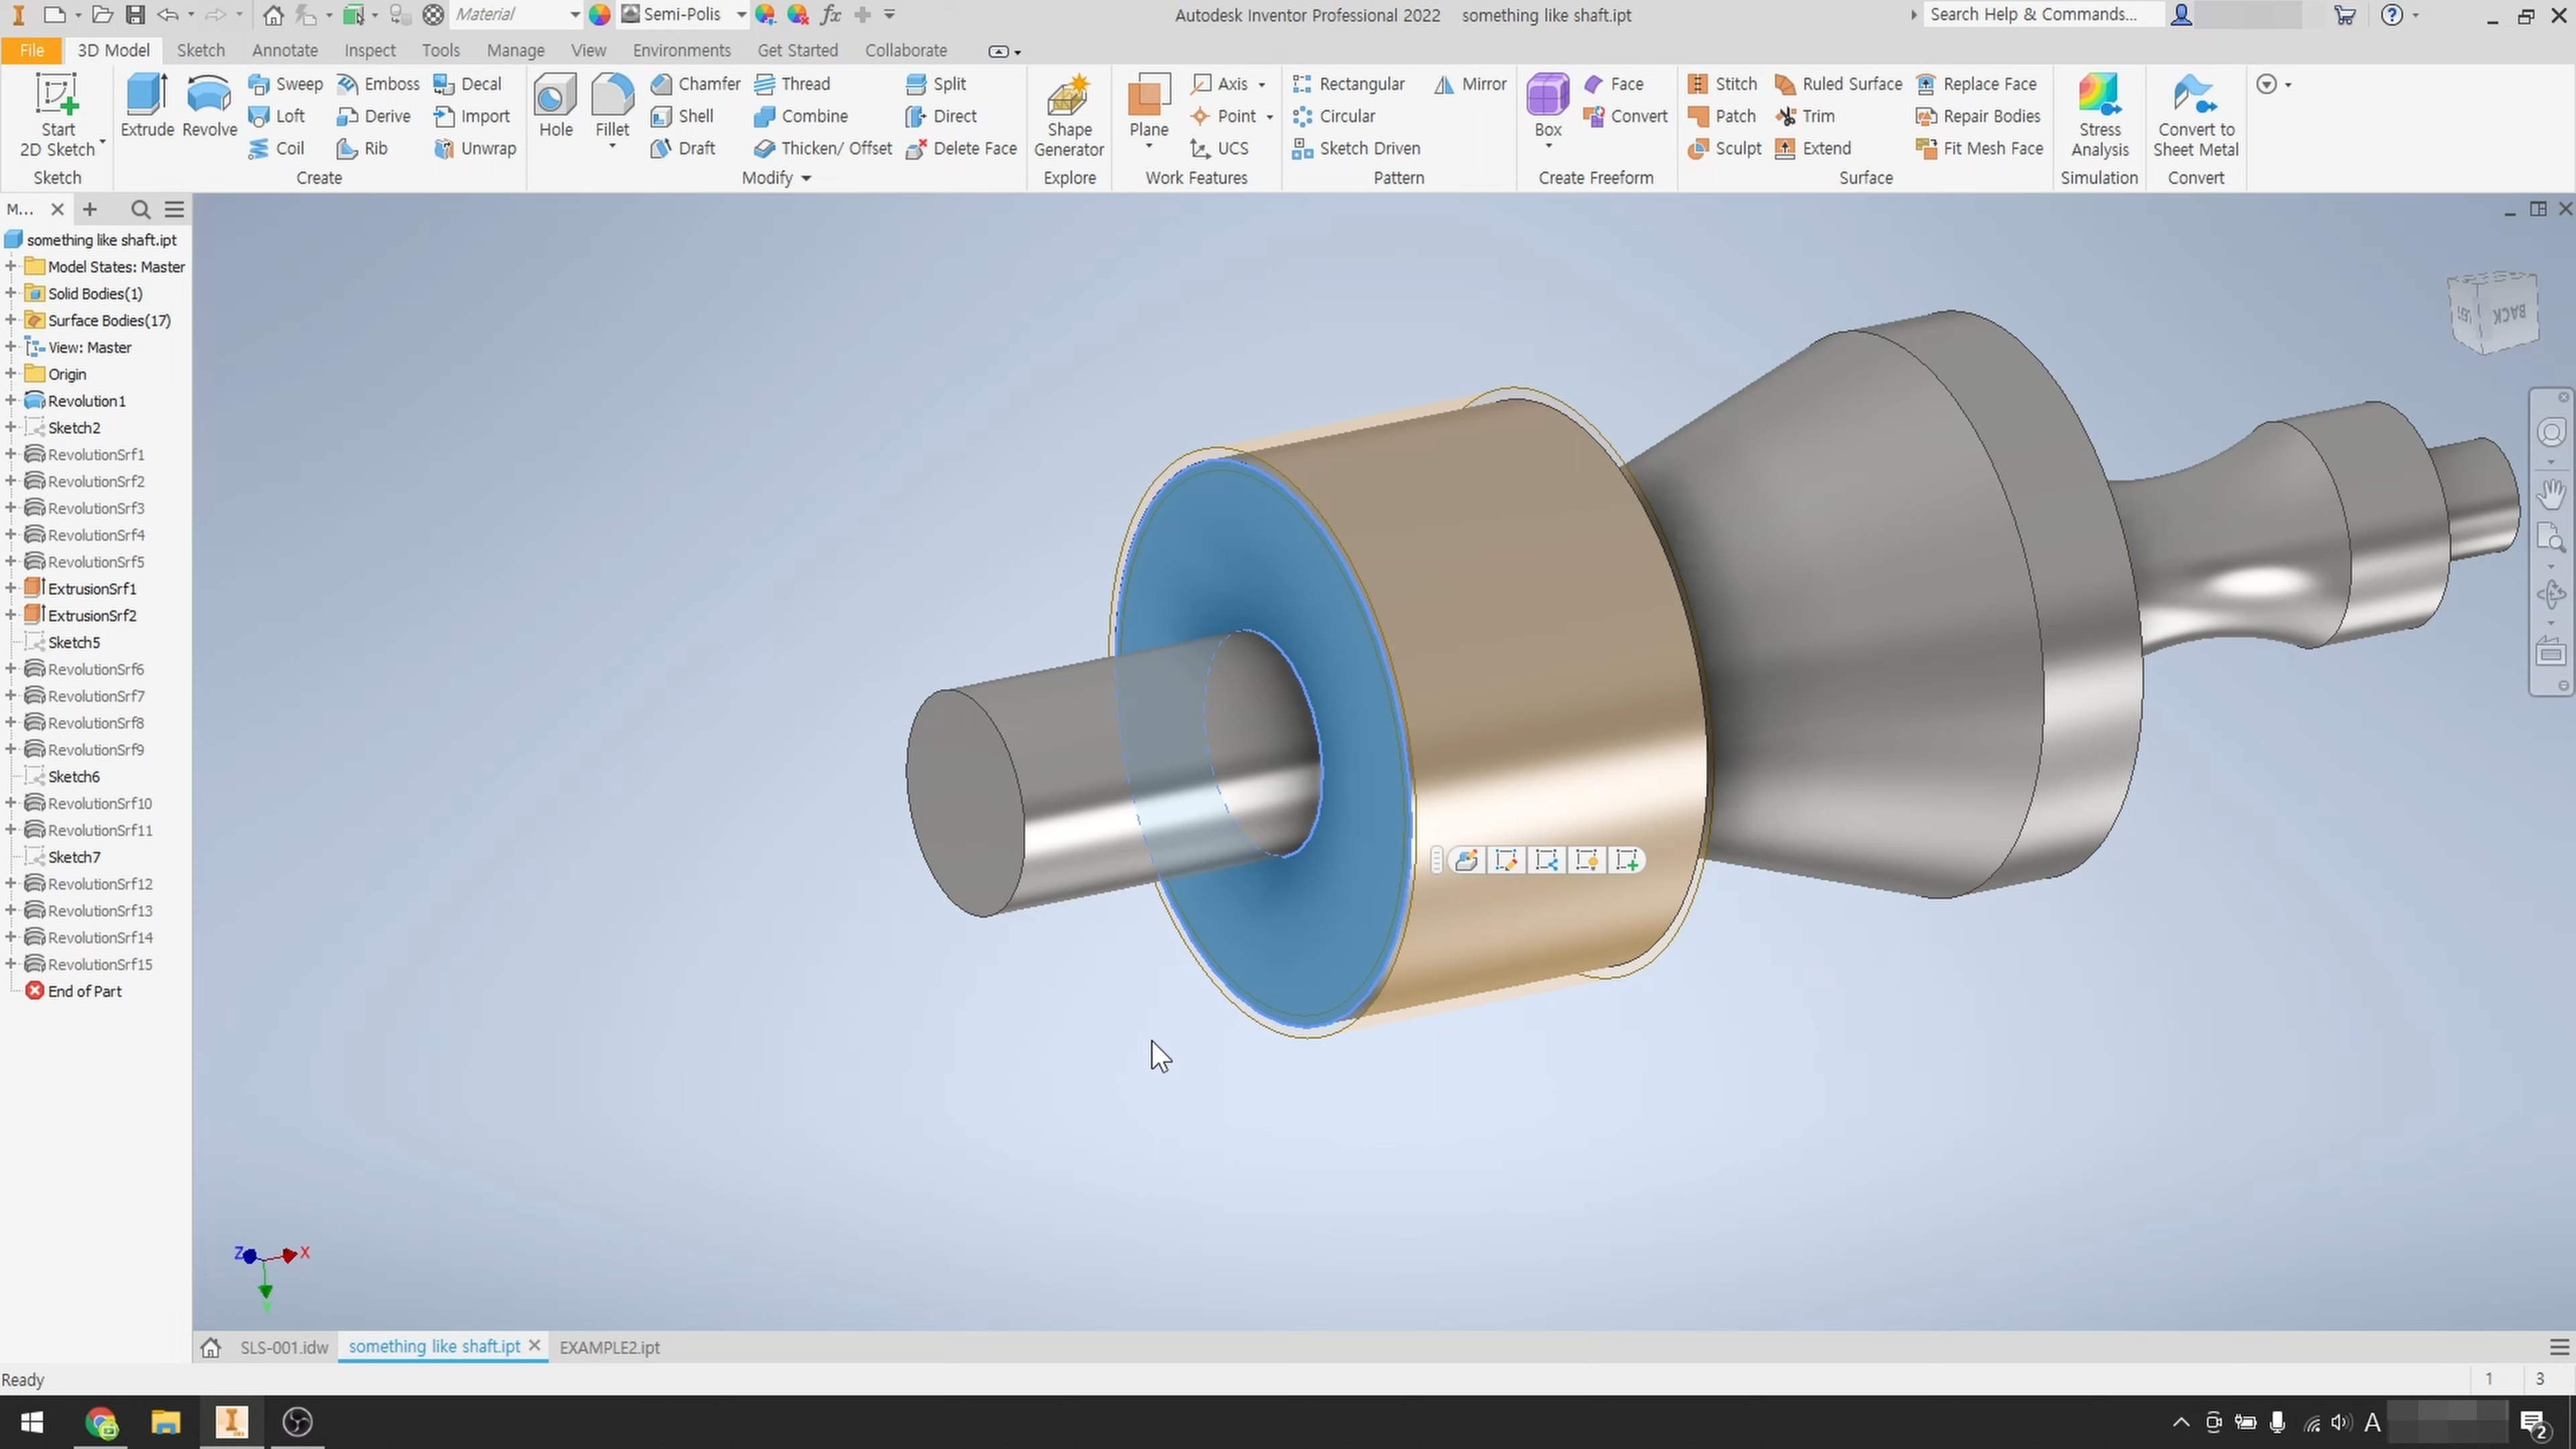 Material
Semi-Polis
fx
Autodesk Inventor Professional 2022 something like shaft.ipt
Search Help & Commands...
File 3D Model Sketch Annotate Inspect Tools Manage View Environments Get Started Collaborate
Start
2D Sketch
Sketch
Extrude
Revolve
Sweep
Loft
Coil
Emboss
Derive
Rib
Decal
Import
Unwrap
Create
Hole
Fillet
Chamfer
Shell
Draft
Thread
Combine
Thicken/ Offset
Split
Direct
Delete Face
Modify
Shape
Generator
Explore
Plane
Axis
Point
UCS
Work Features
Rectangular
Circular
Sketch Driven
Mirror
Pattern
Box
Face
Convert
Create Freeform
Stitch
Patch
Sculpt
Ruled Surface
Trim
Extend
Replace Face
Repair Bodies
Fit Mesh Face
Surface
Stress
Analysis
Simulation
Convert to
Sheet Metal
Convert
M...
something like shaft.ipt
Model States: Master
Solid Bodies(1)
Surface Bodies(17)
View: Master
Origin
Revolution1
Sketch2
RevolutionSrf1
RevolutionSrf2
RevolutionSrf3
RevolutionSrf4
RevolutionSrf5
ExtrusionSrf1
ExtrusionSrf2
Sketch5
RevolutionSrf6
RevolutionSrf7
RevolutionSrf8
RevolutionSrf9
Sketch6
RevolutionSrf10
RevolutionSrf11
Sketch7
RevolutionSrf12
RevolutionSrf13
RevolutionSrf14
RevolutionSrf15
End of Part
BACK
Z X
Y
SLS-001.idw something like shaft.ipt EXAMPLE2.ipt
Ready
1 3
A
2